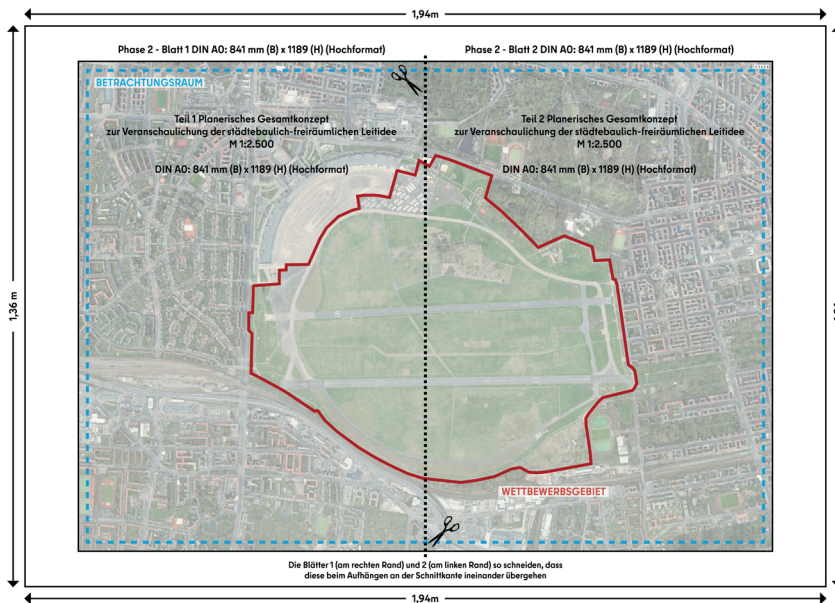 1,94m
Phase 2 - Blatt 1 DIN A0: 841 mm (B) x 1189 (H) (Hochformat)
Phase 2 - Blatt 2 DIN A0: 841 mm (B) x 1189 (H) (Hochformat)
BETRACHTUNGSRAUM
Teil 1 Planerisches Gesamtkonzept
zur Veranschaulichung der städtebaulich-freiräumlichen Leitidee
M 1:2.500
DIN A0: 841 mm (B) x 1189 (H) (Hochformat)
Teil 2 Planerisches Gesamtkonzept
zur Veranschaulichung der städtebaulich-freiräumlichen Leitidee
M 1:2.500
DIN A0: 841 mm (B) x 1189 (H) (Hochformat)
1,36 m
WETTBEWERBSGEBIET
Die Blätter 1 (am rechten Rand) und 2 (am linken Rand) so schneiden, dass
diese beim Aufhängen an der Schnittkante ineinander übergehen
1,94m